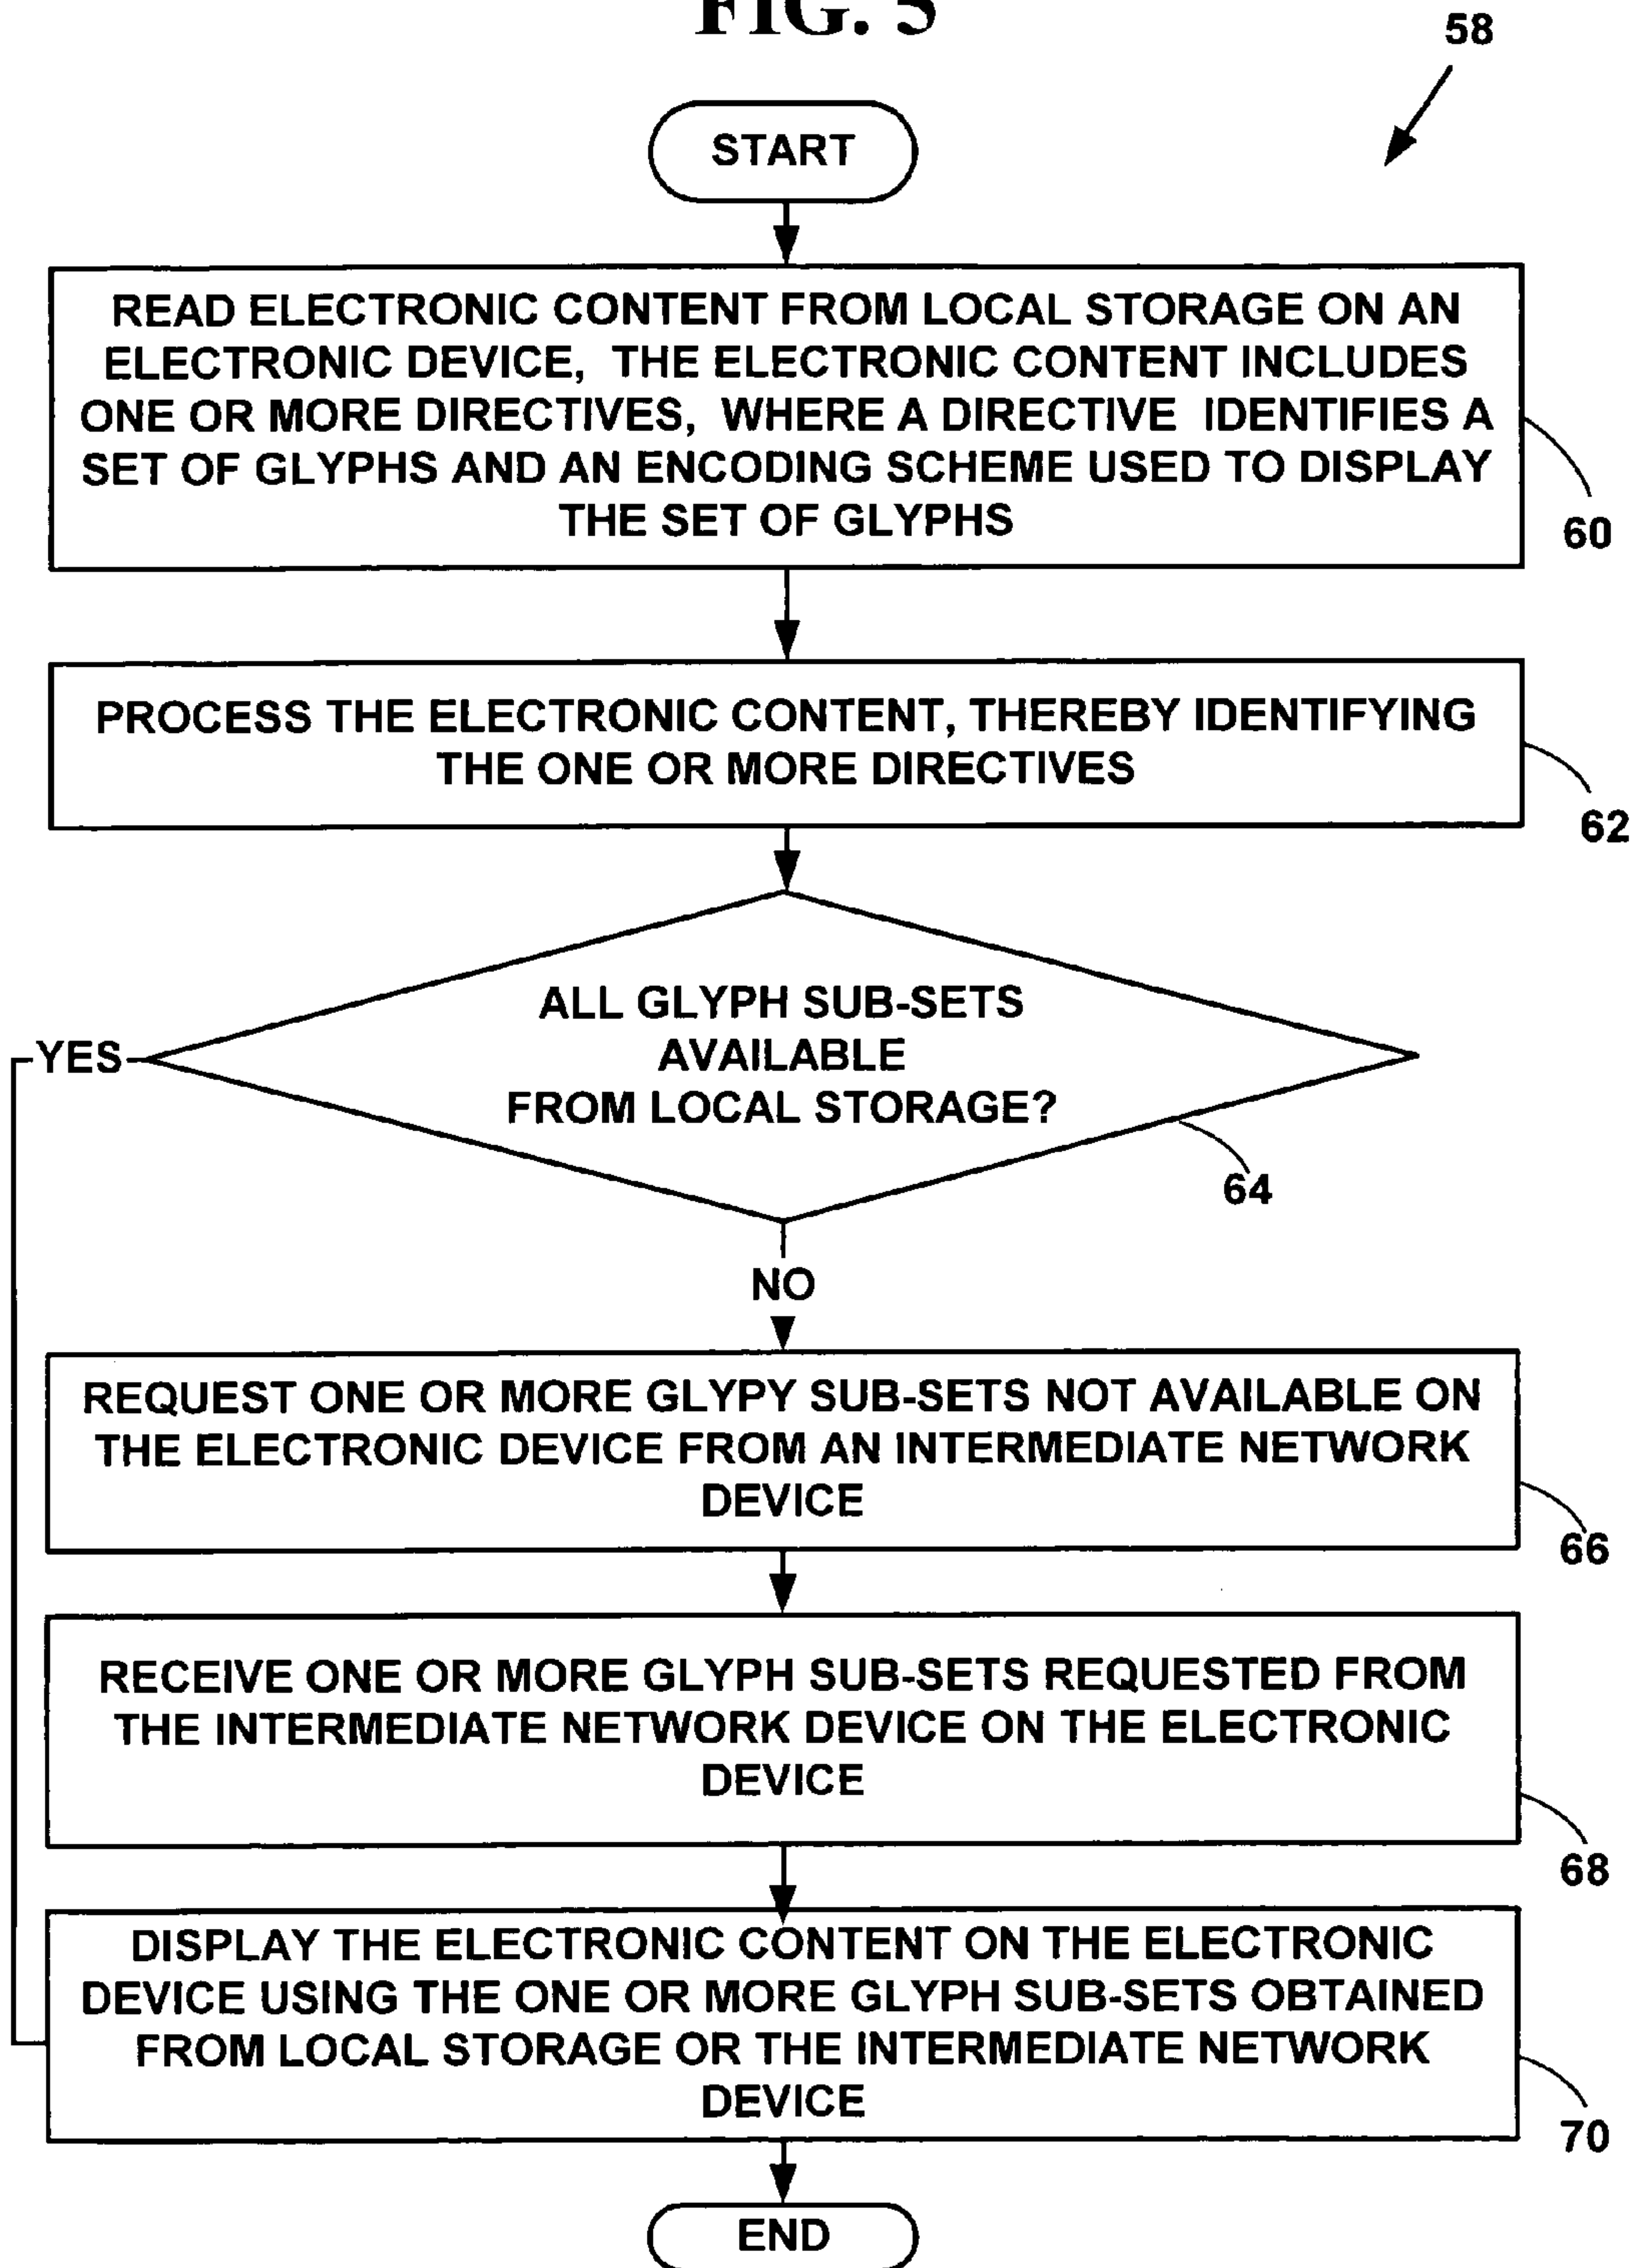 FIG. 5
58
START
READ ELECTRONIC CONTENT FROM LOCAL STORAGE ON AN
ELECTRONIC DEVICE, THE ELECTRONIC CONTENT INCLUDES
ONE OR MORE DIRECTIVES, WHERE A DIRECTIVE IDENTIFIES A
SET OF GLYPHS AND AN ENCODING SCHEME USED TO DISPLAY
THE SET OF GLYPHS
60
PROCESS THE ELECTRONIC CONTENT, THEREBY IDENTIFYING
THE ONE OR MORE DIRECTIVES
62
ALL GLYPH SUB-SETS
AVAILABLE
FROM LOCAL STORAGE?
YES
64
NO
REQUEST ONE OR MORE GLYPY SUB-SETS NOT AVAILABLE ON
THE ELECTRONIC DEVICE FROM AN INTERMEDIATE NETWORK
DEVICE
66
RECEIVE ONE OR MORE GLYPH SUB-SETS REQUESTED FROM
THE INTERMEDIATE NETWORK DEVICE ON THE ELECTRONIC
DEVICE
68
DISPLAY THE ELECTRONIC CONTENT ON THE ELECTRONIC
DEVICE USING THE ONE OR MORE GLYPH SUB-SETS OBTAINED
FROM LOCAL STORAGE OR THE INTERMEDIATE NETWORK
DEVICE
70
END